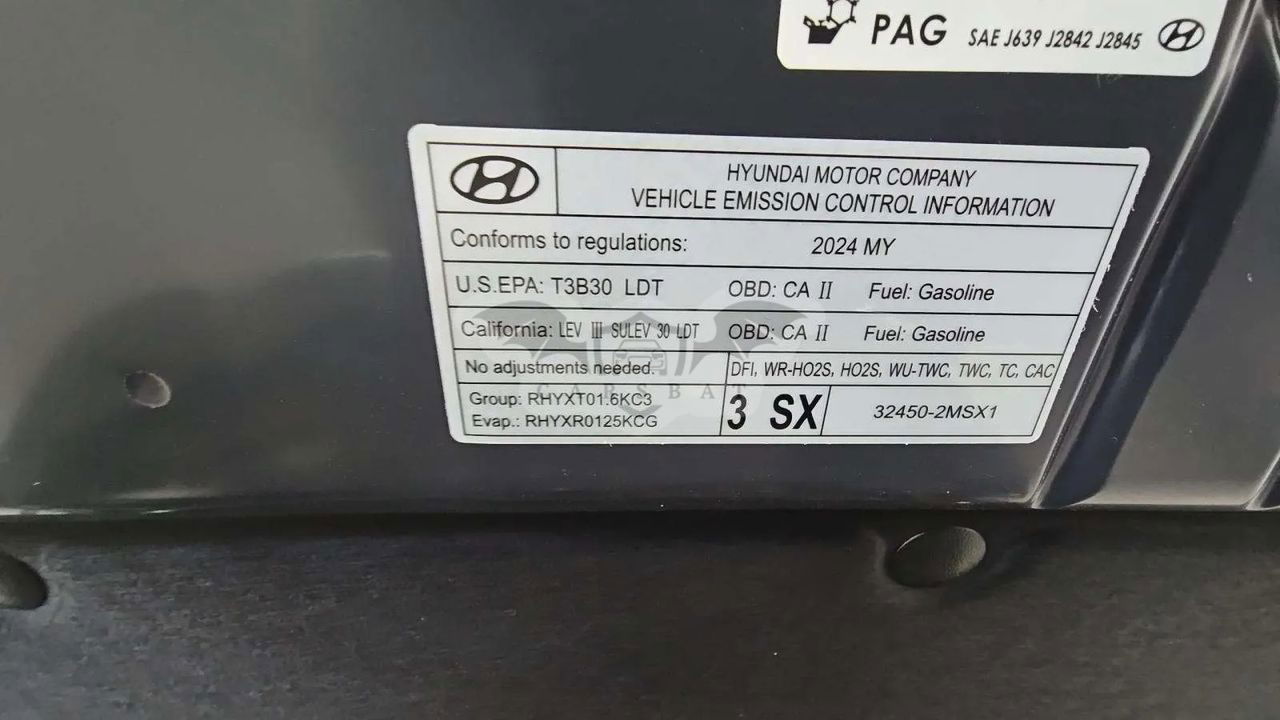 PAG SAE J639 J2842 J2845
HYUNDAI MOTOR COMPANY
VEHICLE EMISSION CONTROL INFORMATION
Conforms to regulations: 2024 MY
U.S.EPA: T3B30 LDT OBD: CA II Fuel: Gasoline
California: LEV III SULEV 30 LDT OBD: CA II Fuel: Gasoline
No adjustments needed. DFI, WR-HO2S, HO2S, WU-TWC, TWC, TC, CAC
CARSBAT
Group: RHYXT01.6KC3
Evap.: RHYXR0125KCG
3 SX 32450-2MSX1